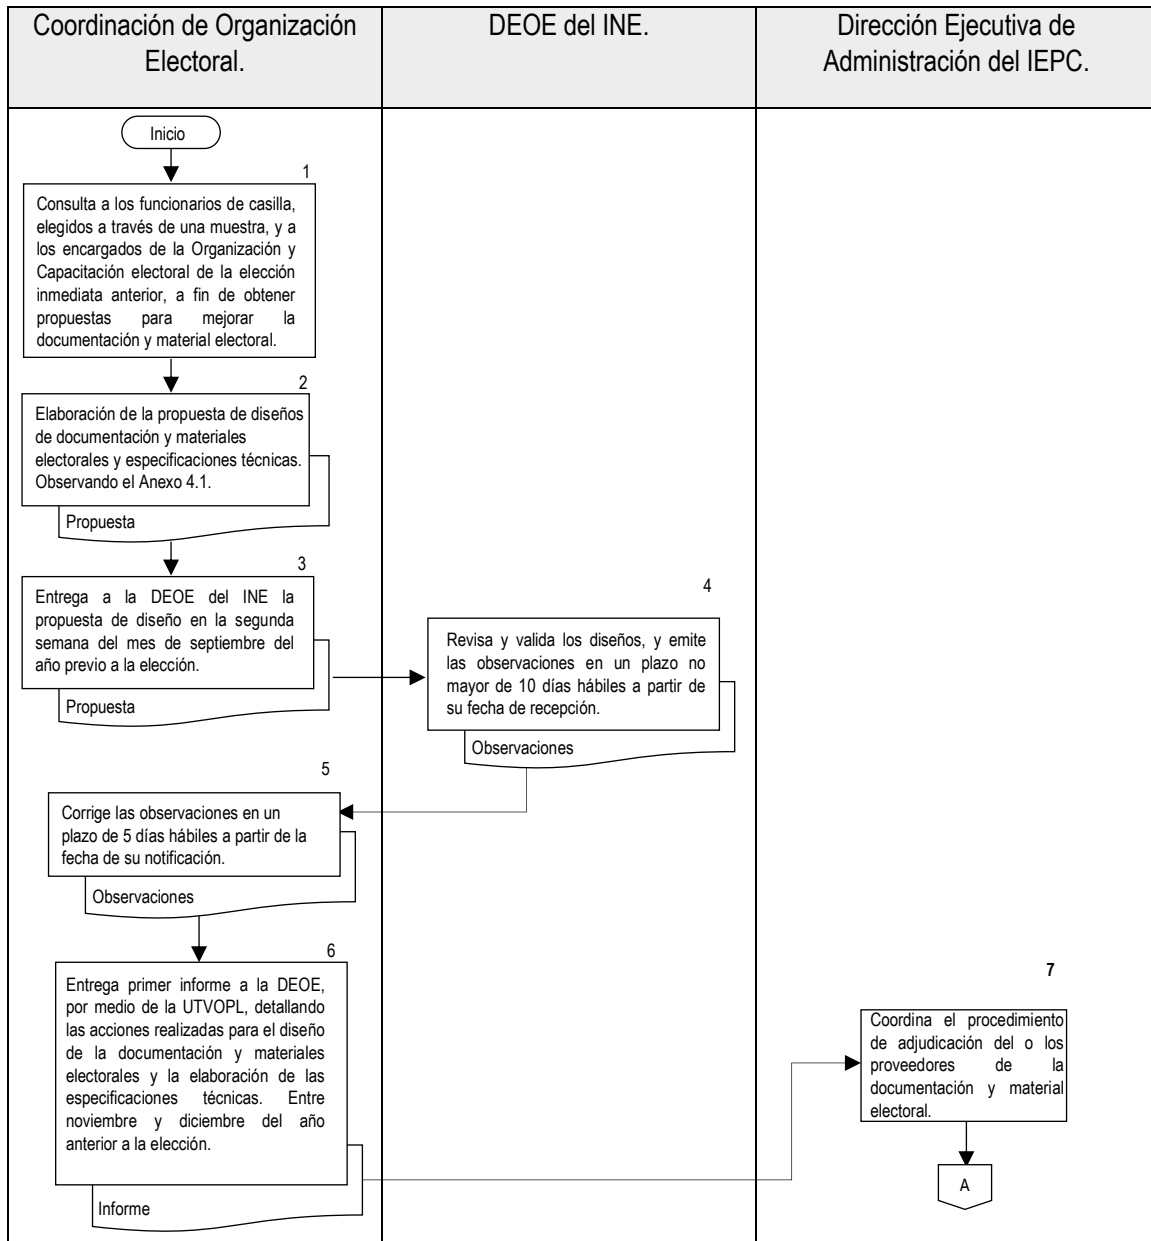 Coordinación de Organización
Electoral.
DEOE del INE.
Dirección Ejecutiva de
Administración del IEPC.
Inicio
1
Consulta a los funcionarios de casilla,
elegidos a través de una muestra, y a
los encargados de la Organización y
Capacitación electoral de la elección
inmediata anterior, a fin de obtener
propuestas para mejorar la
documentación y material electoral.
2
Elaboración de la propuesta de diseños
de documentación y materiales
electorales y especificaciones técnicas.
Observando el Anexo 4.1.
Propuesta
3
Entrega a la DEOE del INE la
propuesta de diseño en la segunda
semana del mes de septiembre del
año previo a la elección.
Propuesta
4
Revisa y valida los diseños, y emite
las observaciones en un plazo no
mayor de 10 días hábiles a partir de
su fecha de recepción.
Observaciones
5
Corrige las observaciones en un
plazo de 5 días hábiles a partir de la
fecha de su notificación.
Observaciones
6
Entrega primer informe a la DEOE,
por medio de la UTVOPL, detallando
las acciones realizadas para el diseño
de la documentación y materiales
electorales y la elaboración de las
especificaciones técnicas. Entre
noviembre y diciembre del año
anterior a la elección.
Informe
7
Coordina el procedimiento
de adjudicación del o los
proveedores de la
documentación y material
electoral.
A